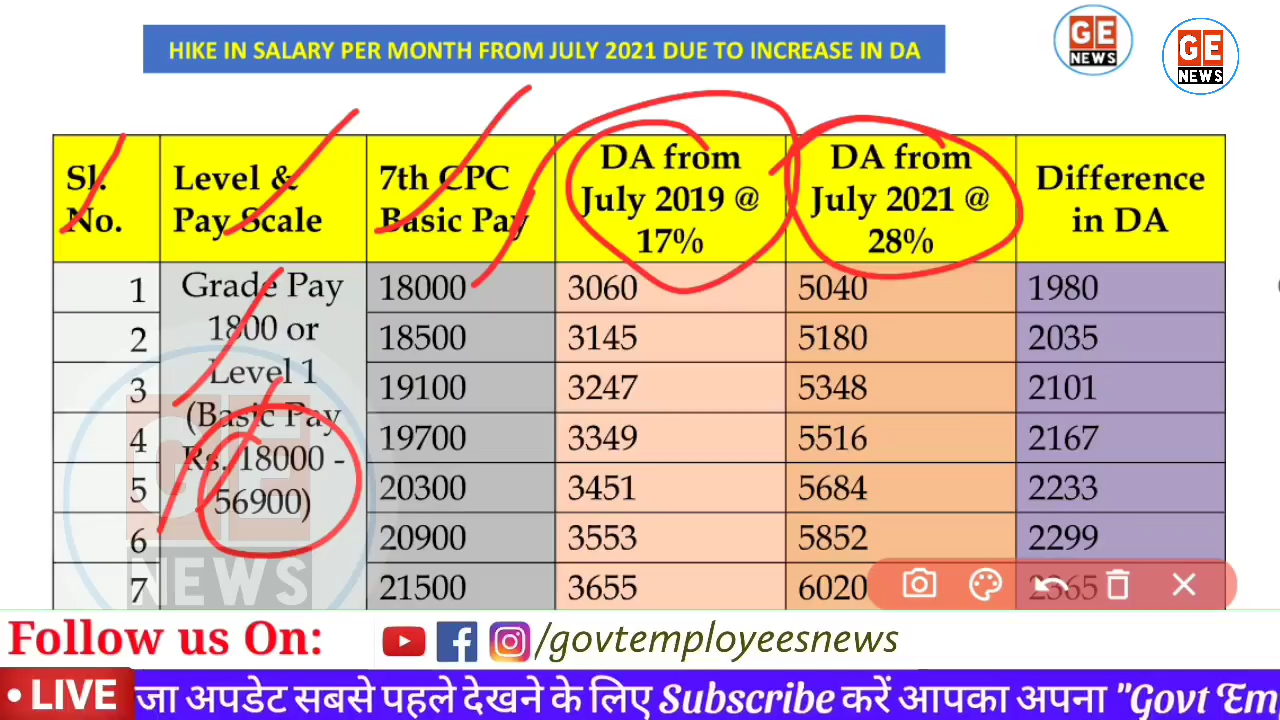 HIKE IN SALARY PER MONTH FROM JULY 2021 DUE TO INCREASE IN DA
GE
NEWS
GE
NEWS
Sl. No. Level & Pay Scale 7th CPC Basic Pay DA from July 2019 @ 17% DA from July 2021 @ 28% Difference in DA
Grade Pay 1800 or Level 1 (Basic Pay Rs. 18000 - 56900)
1 18000 3060 5040 1980
2 18500 3145 5180 2035
3 19100 3247 5348 2101
4 19700 3349 5516 2167
5 20300 3451 5684 2233
6 20900 3553 5852 2299
7 21500 3655 6020 2365
GE
NEWS
Follow us On: /govtemployeesnews
• LIVE जा अपडेट सबसे पहले देखने के लिए Subscribe करें आपका अपना "Govt Em